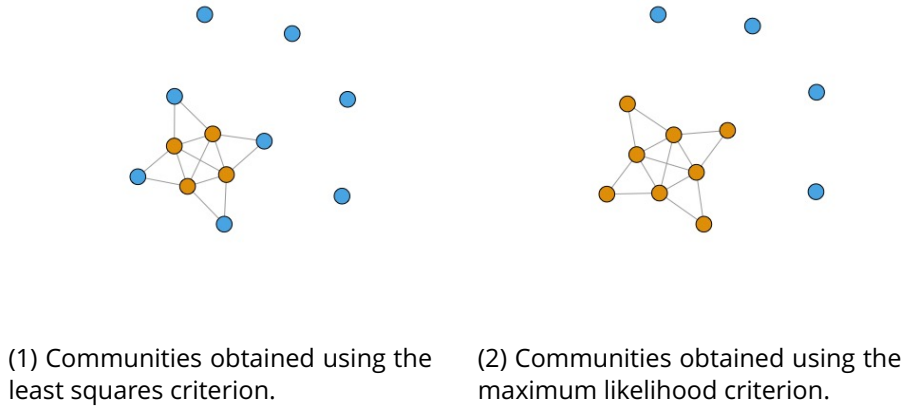 (1) Communities obtained using the
least squares criterion.
(2) Communities obtained using the
maximum likelihood criterion.